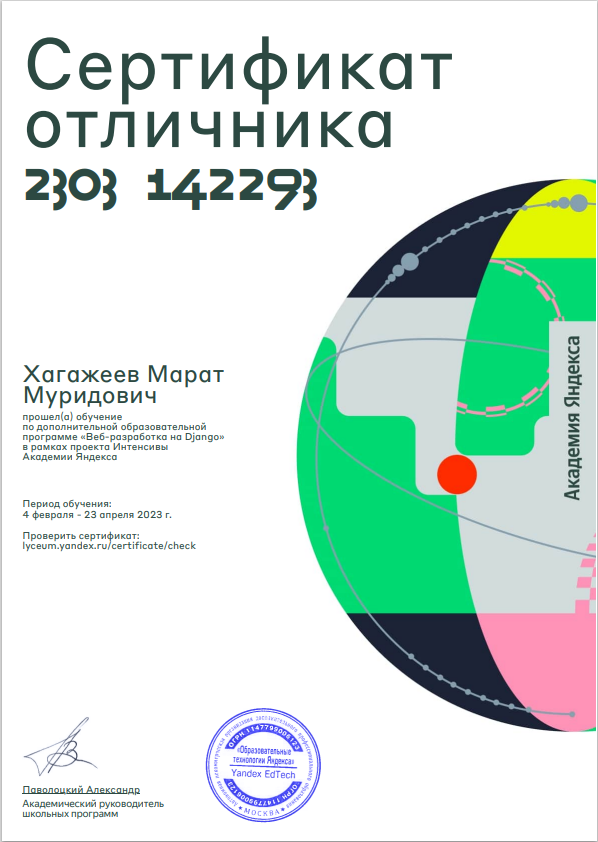 Сертификат
отличника
2303 142293
Хагажеев Марат
Муридович
прошел(а) обучение
по дополнительной образовательной
программе «Веб-разработка на Django»
в рамках проекта Интенсивы
Академии Яндекса
Период обучения:
4 февраля - 23 апреля 2023 г.
Проверить сертификат:
lyceum.yandex.ru/certificate/check
Академия Яндекса
Паволоцкий Александр
Академический руководитель
школьных программ
«Образовательные
технологии Яндекса»
Yandex EdTech
МОСКВА